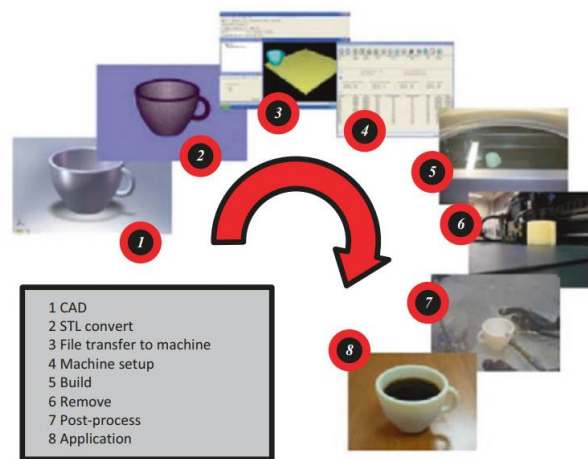 3
4
2
5
1
6
7
8
1 CAD
2 STL convert
3 File transfer to machine
4 Machine setup
5 Build
6 Remove
7 Post-process
8 Application